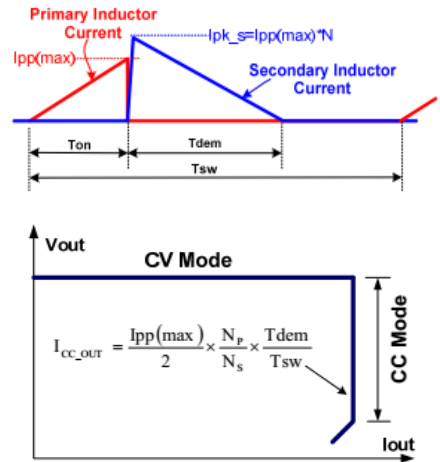 Primary Inductor
Current
Ipp(max)
Ipk_s=Ipp(max)*N
Secondary Inductor
Current
Ton
Tdem
Tsw
Vout
CV Mode
I_CC_OUT = Ipp(max)/2 × N_P/N_S × Tdem/Tsw
CC Mode
Iout